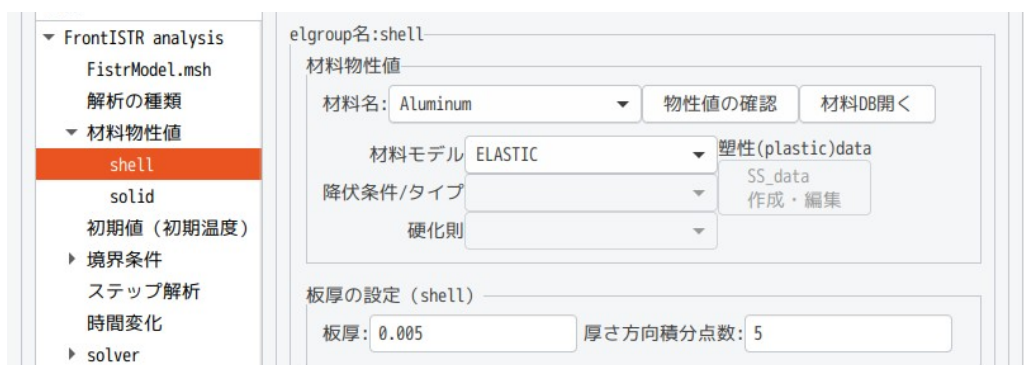 FrontISTR analysis
FistrModel.msh
解析の種類
材料物性値
shell
solid
初期値（初期温度）
境界条件
ステップ解析
時間変化
solver
elgroup名:shell
材料物性値
材料名: Aluminum 物性値の確認 材料DB開く
材料モデル ELASTIC 塑性(plastic)data
降伏条件/タイプ SS_data
作成・編集
硬化則
板厚の設定（shell）
板厚: 0.005 厚さ方向積分点数: 5